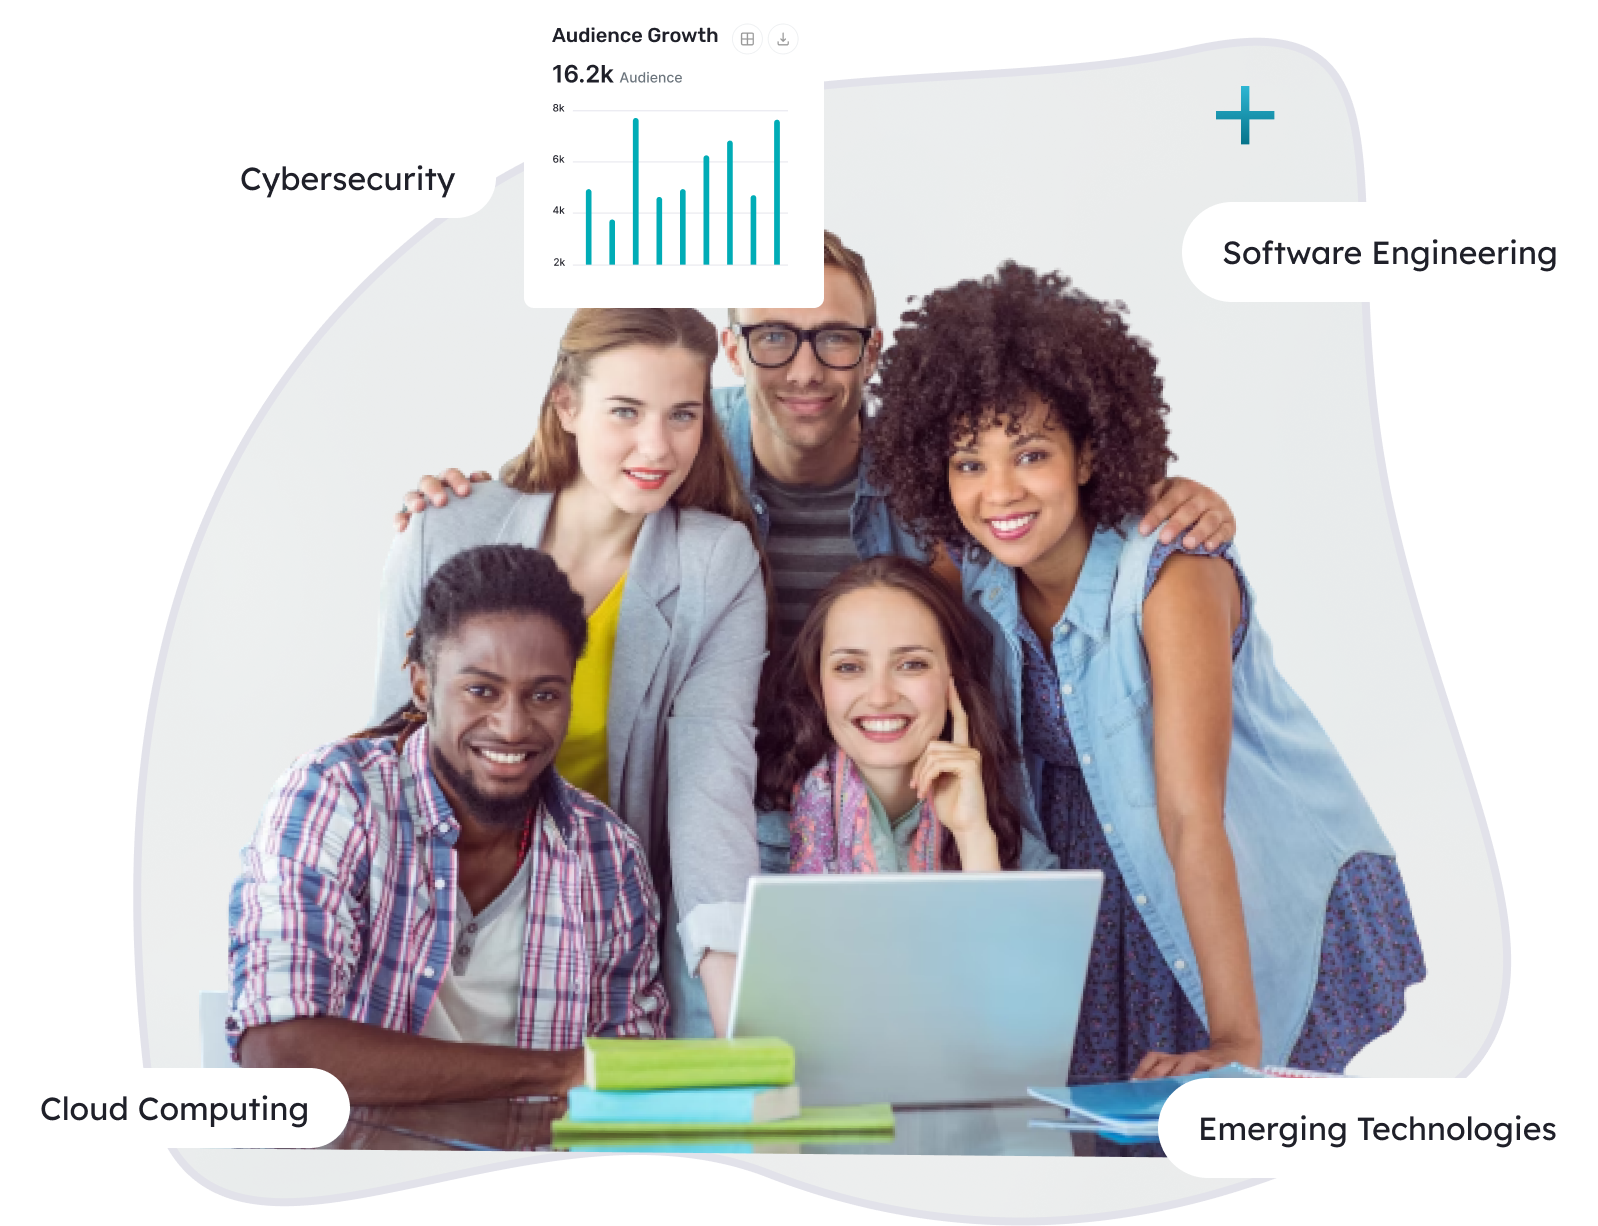 Audience Growth
16.2k Audience
8k
6k
4k
2k
Cybersecurity
Software Engineering
Cloud Computing
Emerging Technologies